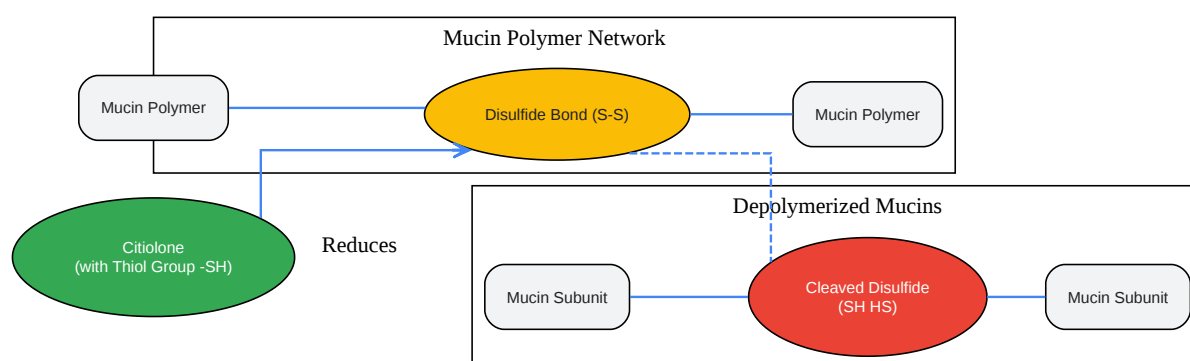 Mucin Polymer Network
Mucin Polymer
Disulfide Bond (S-S)
Mucin Polymer
Citiolone
(with Thiol Group -SH)
Reduces
Depolymerized Mucins
Mucin Subunit
Cleaved Disulfide
(SH HS)
Mucin Subunit